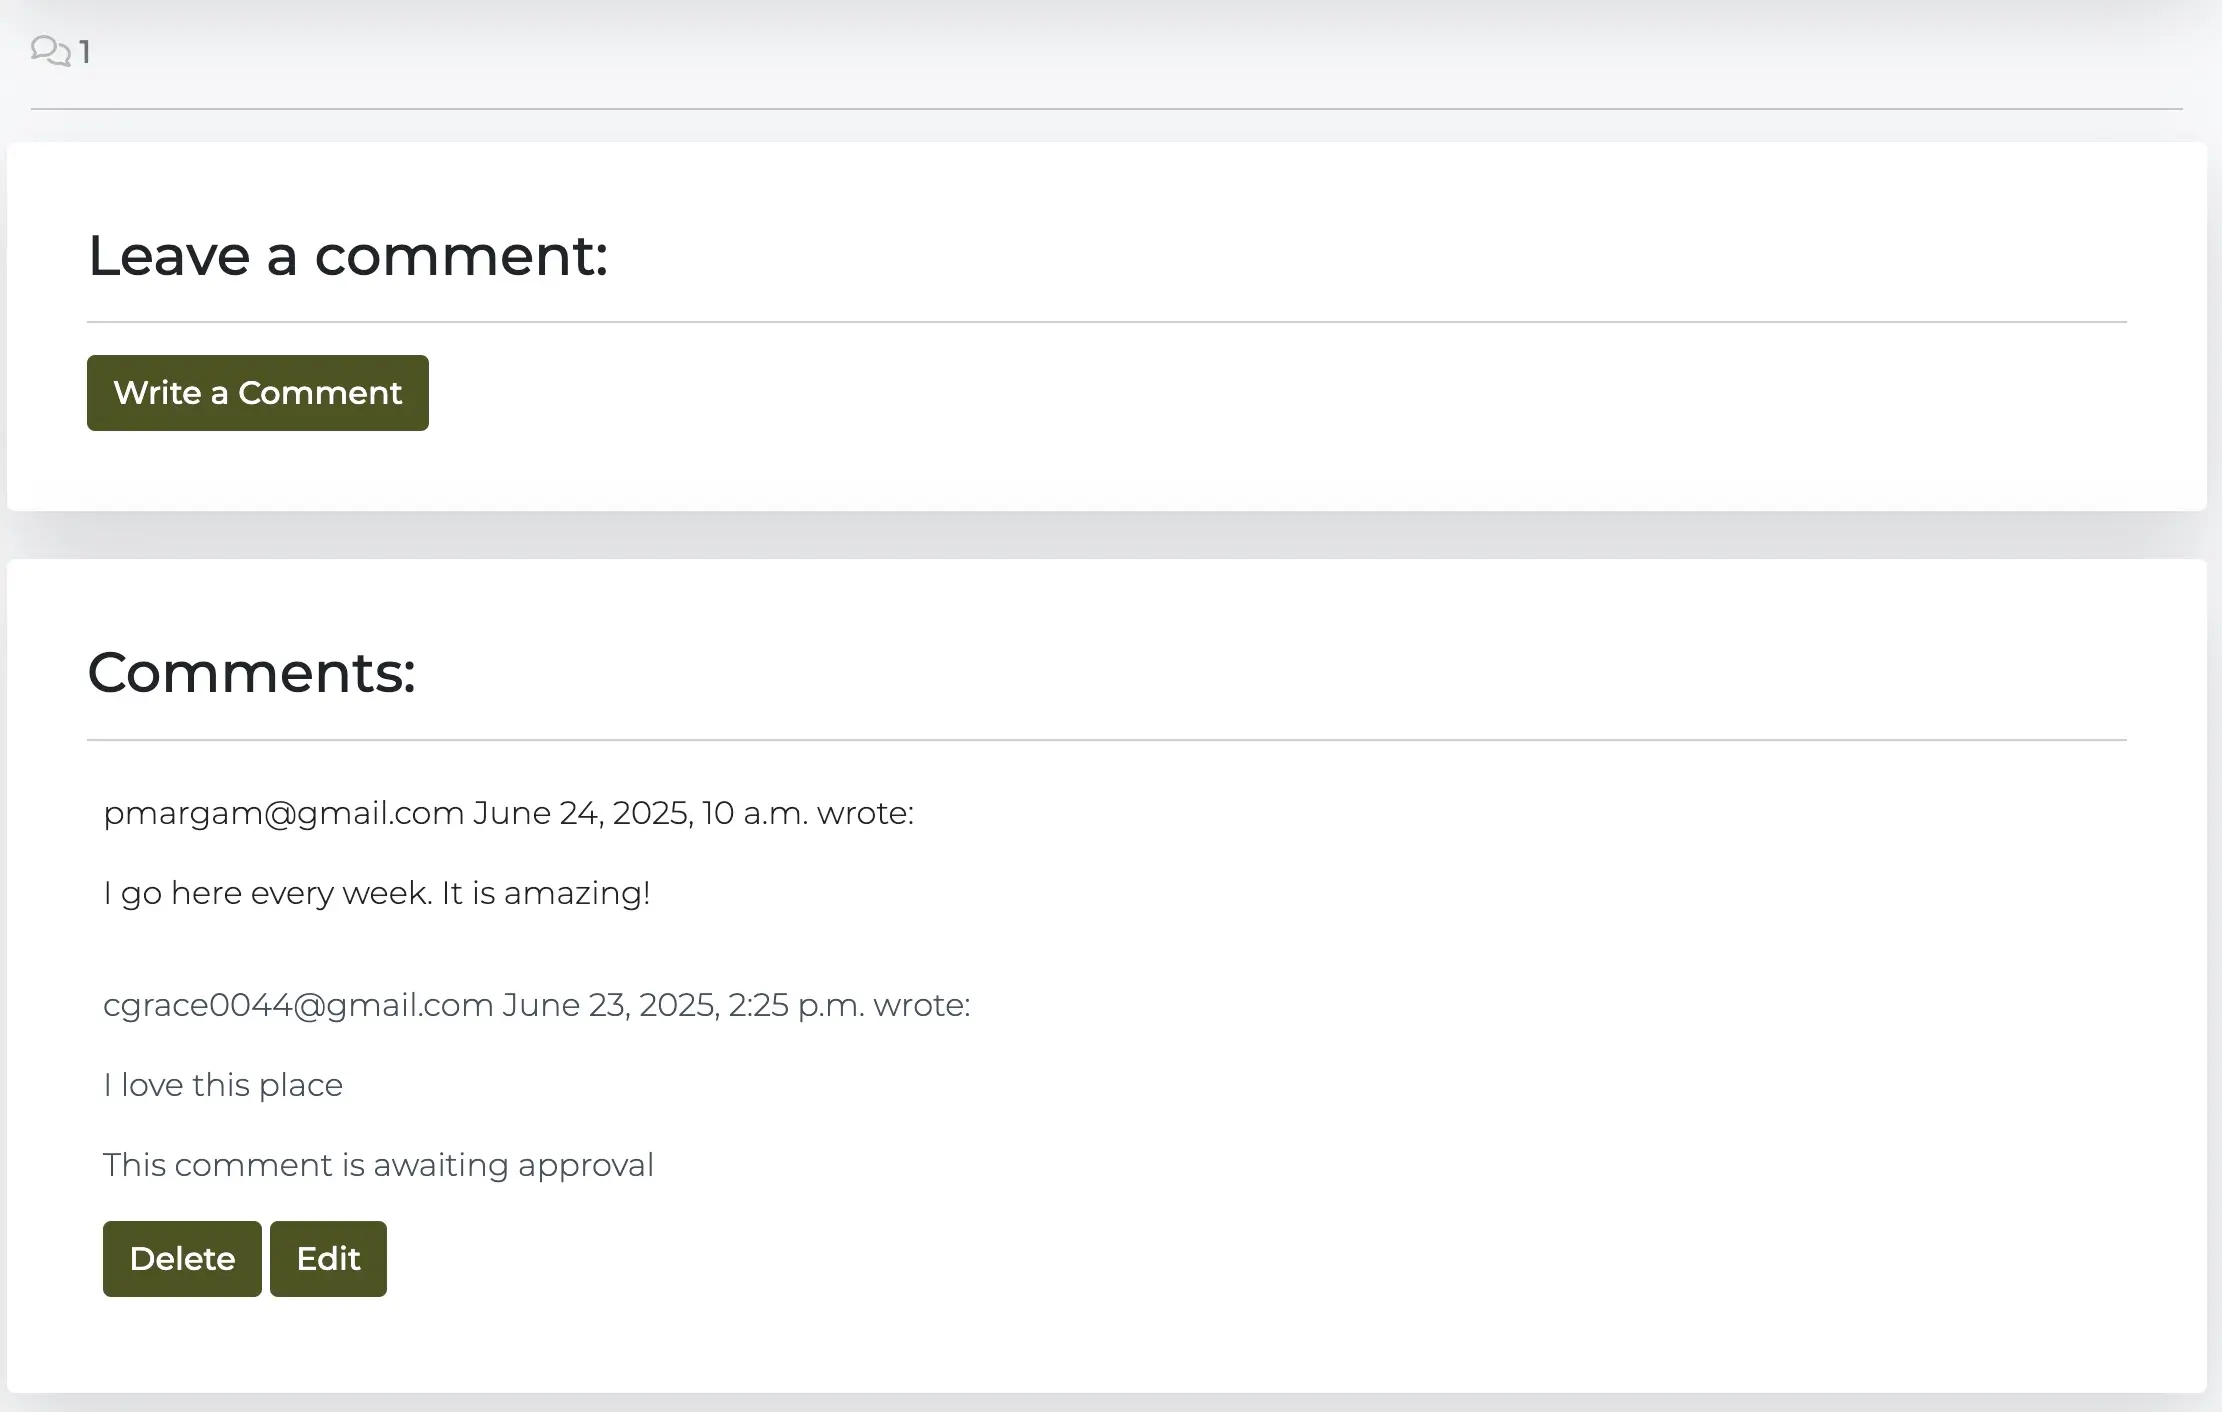 1
Leave a comment:
Write a Comment
Comments:
pmargam@gmail.com June 24, 2025, 10 a.m. wrote:
I go here every week. It is amazing!
cgrace0044@gmail.com June 23, 2025, 2:25 p.m. wrote:
I love this place
This comment is awaiting approval
Delete Edit